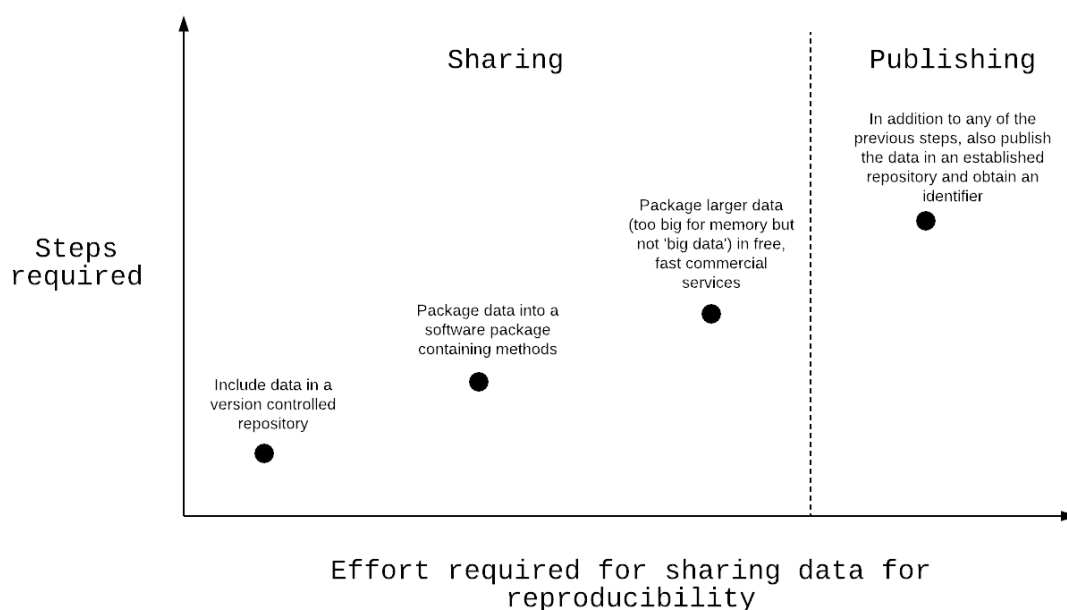 Sharing
Publishing
In addition to any of the
previous steps, also publish
the data in an established
repository and obtain an
identifier
Package larger data
(too big for memory but
not 'big data') in free,
fast commercial
services
Steps
required
Package data into a
software package
containing methods
Include data in a
version controlled
repository
Effort required for sharing data for
reproducibility